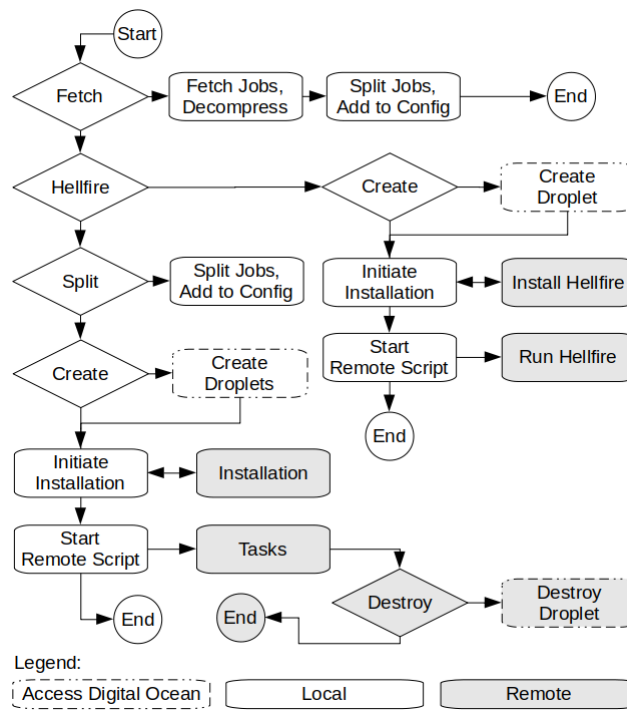 Start
Fetch
Fetch Jobs,
Decompress
Split Jobs,
Add to Config
End
Hellfire
Create
Create
Droplet
Split
Split Jobs,
Add to Config
Initiate
Installation
Install Hellfire
Create
Create
Droplets
Start
Remote Script
Run Hellfire
End
Initiate
Installation
Installation
Start
Remote Script
Tasks
End
End
Destroy
Destroy
Droplet
Legend:
Access Digital Ocean
Local
Remote